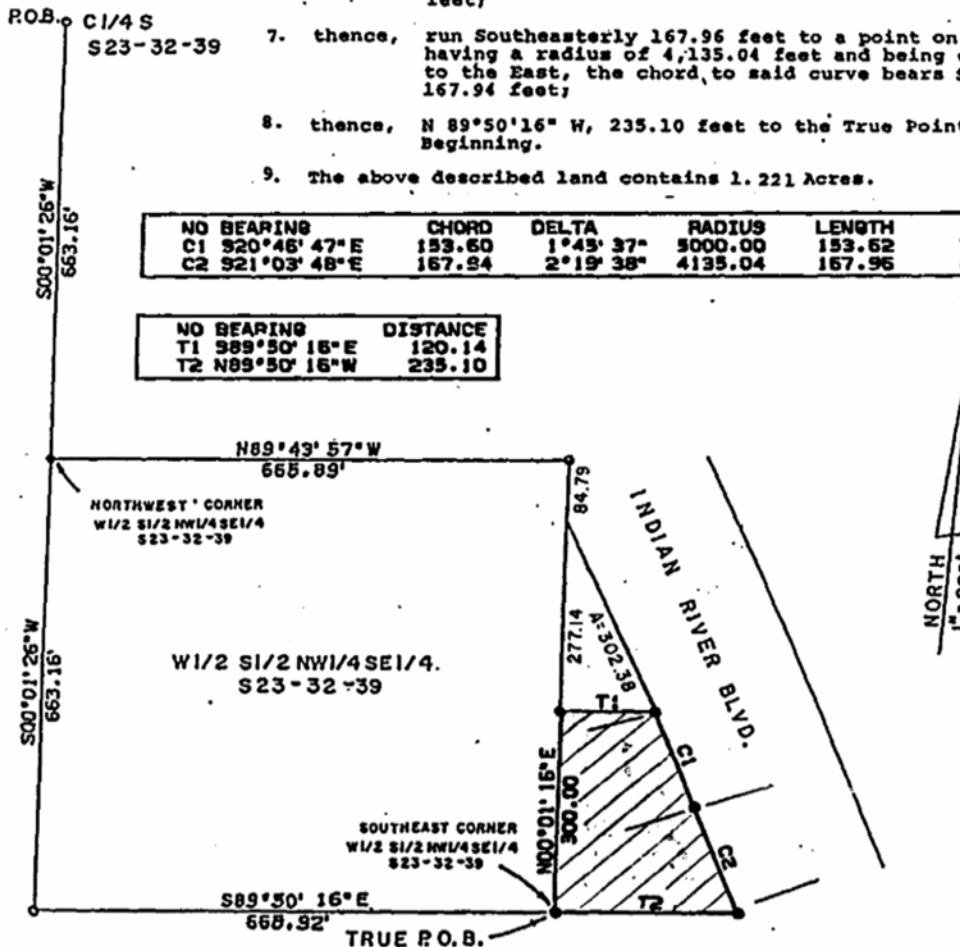 feet;
P.O.B. C1/4 S
S23-32-39
7. thence, run Southeasterly 167.96 feet to a point on
having a radius of 4,135.04 feet and being
to the East, the chord to said curve bears
167.94 feet;
8. thence, N 89°50'16" W, 235.10 feet to the True Point
Beginning.
9. The above described land contains 1.221 Acres.
S00°01'26"W
663.16'
NO BEARING CHORD DELTA RADIUS LENGTH
C1 S20°46'47"E 153.60 1°45'37" 5000.00 153.62
C2 S21°03'48"E 167.94 2°19'38" 4135.04 167.96
NO BEARING DISTANCE
T1 S89°50'16"E 120.14
T2 N89°50'16"W 235.10
N89°43'57"W
668.89'
NORTHWEST CORNER
W1/2 S1/2 NW1/4 SE1/4
S23-32-39
84.79
INDIAN RIVER BLVD.
NORTH
277.14
A=302.38
W1/2 S1/2 NW1/4 SE1/4.
S23-32-39
S00°01'26"W
663.16'
T1
C1
N00°01'16"E
300.00
SOUTHEAST CORNER
W1/2 S1/2 NW1/4 SE1/4
S23-32-39
C2
S89°50'16"E
668.92'
T2
TRUE P.O.B.